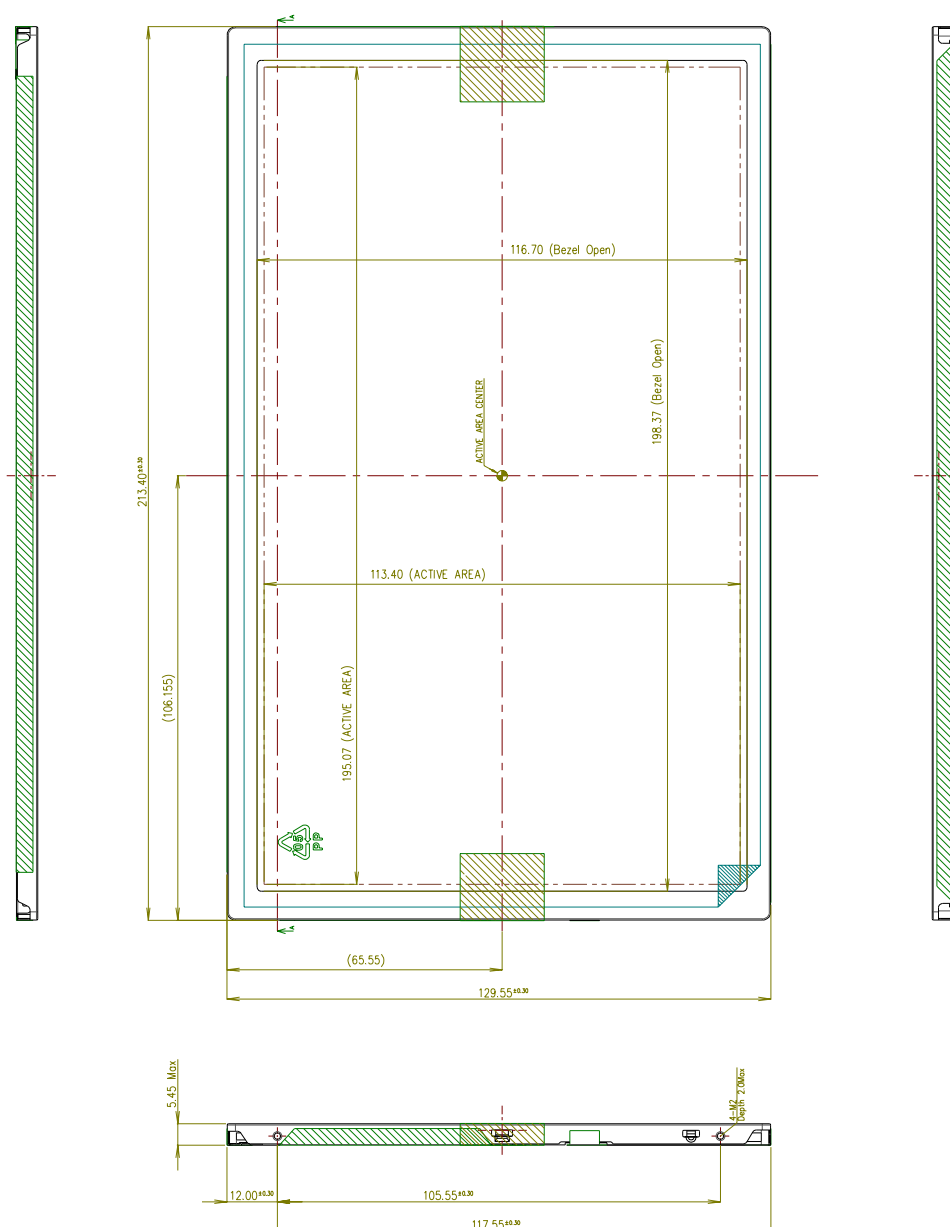 A
116.70 (Bezel Open)
198.37 (Bezel Open)
ACTIVE AREA CENTER
213.40±0.30
113.40 (ACTIVE AREA)
195.07 (ACTIVE AREA)
(106.155)
05
PP
A
(65.55)
129.55±0.30
5.45 Max
4-M2
Depth 2.0Max
12.00±0.30
105.55±0.30
117.55±0.30